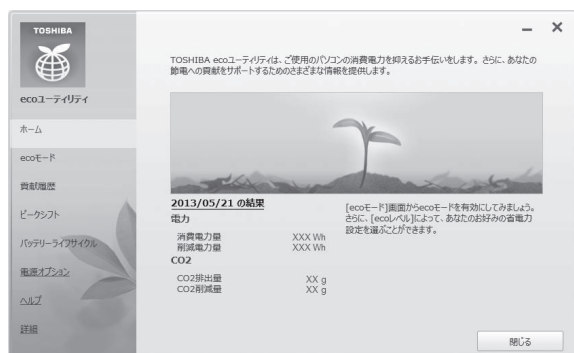 TOSHIBA
ecoユーティリティ
ホーム
ecoモード
貢献履歴
ピークシフト
バッテリーライフサイクル
電源オプション
ヘルプ
詳細
TOSHIBA ecoユーティリティは、ご使用のパソコンの消費電力を抑えるお手伝いをします。さらに、あなたの
節電への貢献をサポートするためのさまざまな情報を提供します。
2013/05/21 の結果
電力
消費電力量 XXX Wh
削減電力量 XXX Wh
CO2
CO2排出量 XX g
CO2削減量 XX g
[ecoモード]画面からecoモードを有効にしてみましょう。
さらに、[ecoレベル]によって、あなたのお好みの省電力
設定を選ぶことができます。
閉じる